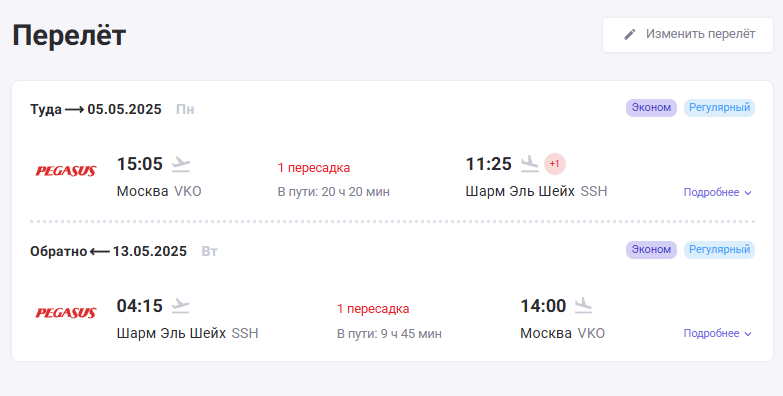 Перелёт
Изменить перелёт
Туда ⟶ 05.05.2025 Пн
Эконом Регулярный
PEGASUS
15:05
Москва VKO
1 пересадка
В пути: 20 ч 20 мин
11:25 +1
Шарм Эль Шейх SSH
Подробнее
Обратно ⟵ 13.05.2025 Вт
Эконом Регулярный
PEGASUS
04:15
Шарм Эль Шейх SSH
1 пересадка
В пути: 9 ч 45 мин
14:00
Москва VKO
Подробнее